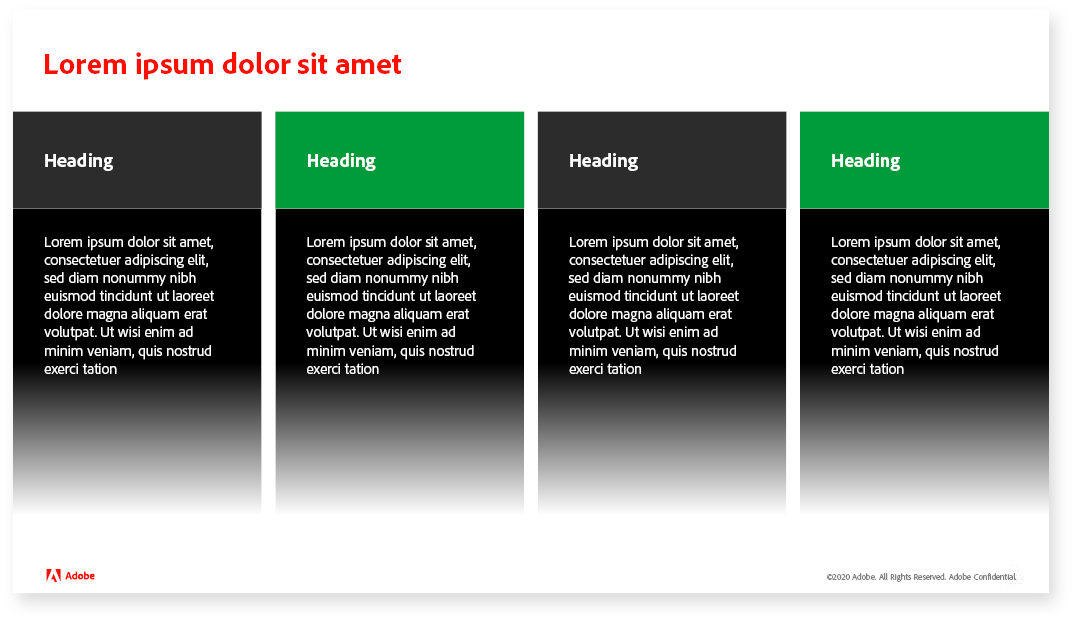 Lorem ipsum dolor sit amet
Heading
Lorem ipsum dolor sit amet,
consectetuer adipiscing elit,
sed diam nonummy nibh
euismod tincidunt ut laoreet
dolore magna aliquam erat
volutpat. Ut wisi enim ad
minim veniam, quis nostrud
exerci tation
Heading
Lorem ipsum dolor sit amet,
consectetuer adipiscing elit,
sed diam nonummy nibh
euismod tincidunt ut laoreet
dolore magna aliquam erat
volutpat. Ut wisi enim ad
minim veniam, quis nostrud
exerci tation
Heading
Lorem ipsum dolor sit amet,
consectetuer adipiscing elit,
sed diam nonummy nibh
euismod tincidunt ut laoreet
dolore magna aliquam erat
volutpat. Ut wisi enim ad
minim veniam, quis nostrud
exerci tation
Heading
Lorem ipsum dolor sit amet,
consectetuer adipiscing elit,
sed diam nonummy nibh
euismod tincidunt ut laoreet
dolore magna aliquam erat
volutpat. Ut wisi enim ad
minim veniam, quis nostrud
exerci tation
Adobe
©2020 Adobe. All Rights Reserved. Adobe Confidential.